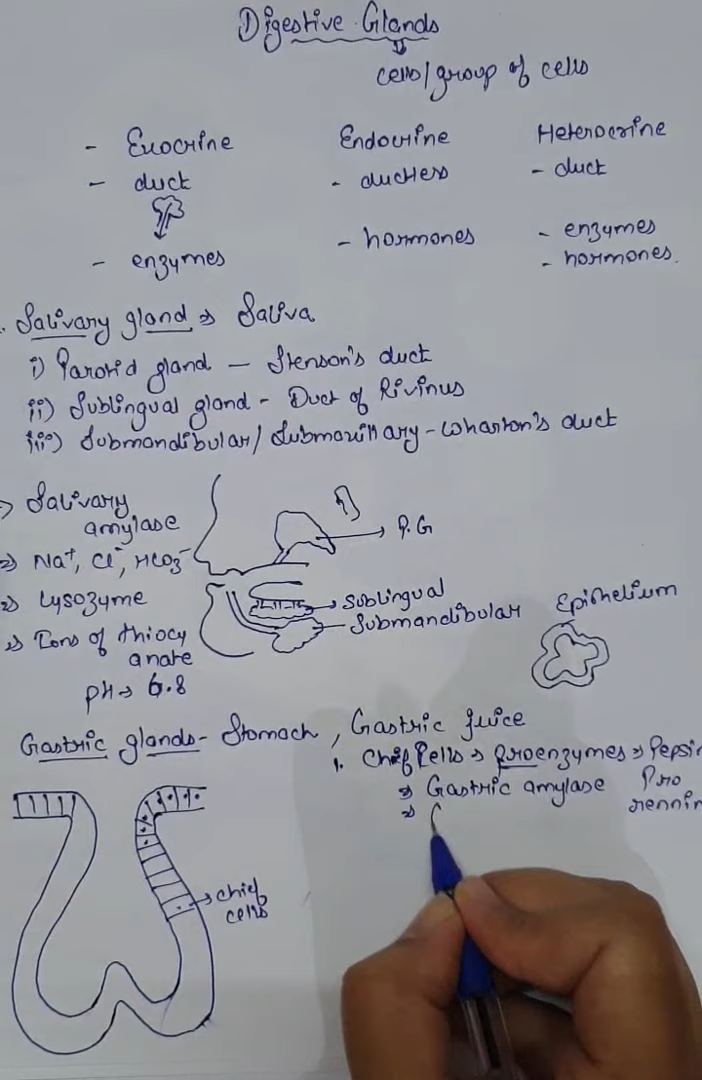 Digestive Glands
cells/group of cells
- Exocrine Endocrine Heterocrine
- duct - ductless - duct
- enzymes - hormones - enzymes
- hormones.
Salivary gland → Saliva
i) Parotid gland - Stenson's duct
ii) Sublingual gland - Duct of Rivinus
iii) Submandibular/Submaxillary - Wharton's duct
→ Salivary
amylase
→ Na⁺, Cl⁻, HCO₃⁻
→ Lysozyme
→ Ions of thiocy
anate
pH → 6.8
P.G
Sublingual
Submandibular
Epithelium
Gastric glands - Stomach, Gastric juice
1. Chief Cells → proenzymes → Pepsin
→ Gastric amylase Pro
→ rennin
chief
cells